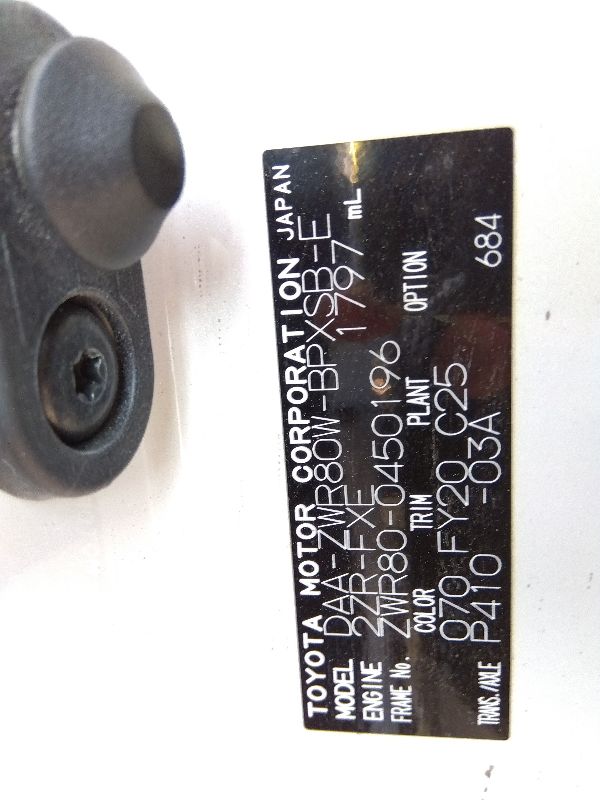 TOYOTA MOTOR CORPORATION JAPAN
MODEL DAA-ZWR80W-BPXSB-E
ENGINE 2ZR-FXE 1797 mL
FRAME No. ZWR80-0450196
COLOR TRIM PLANT OPTION
070 FY20 C25
TRANS./AXLE P410 -03A 684